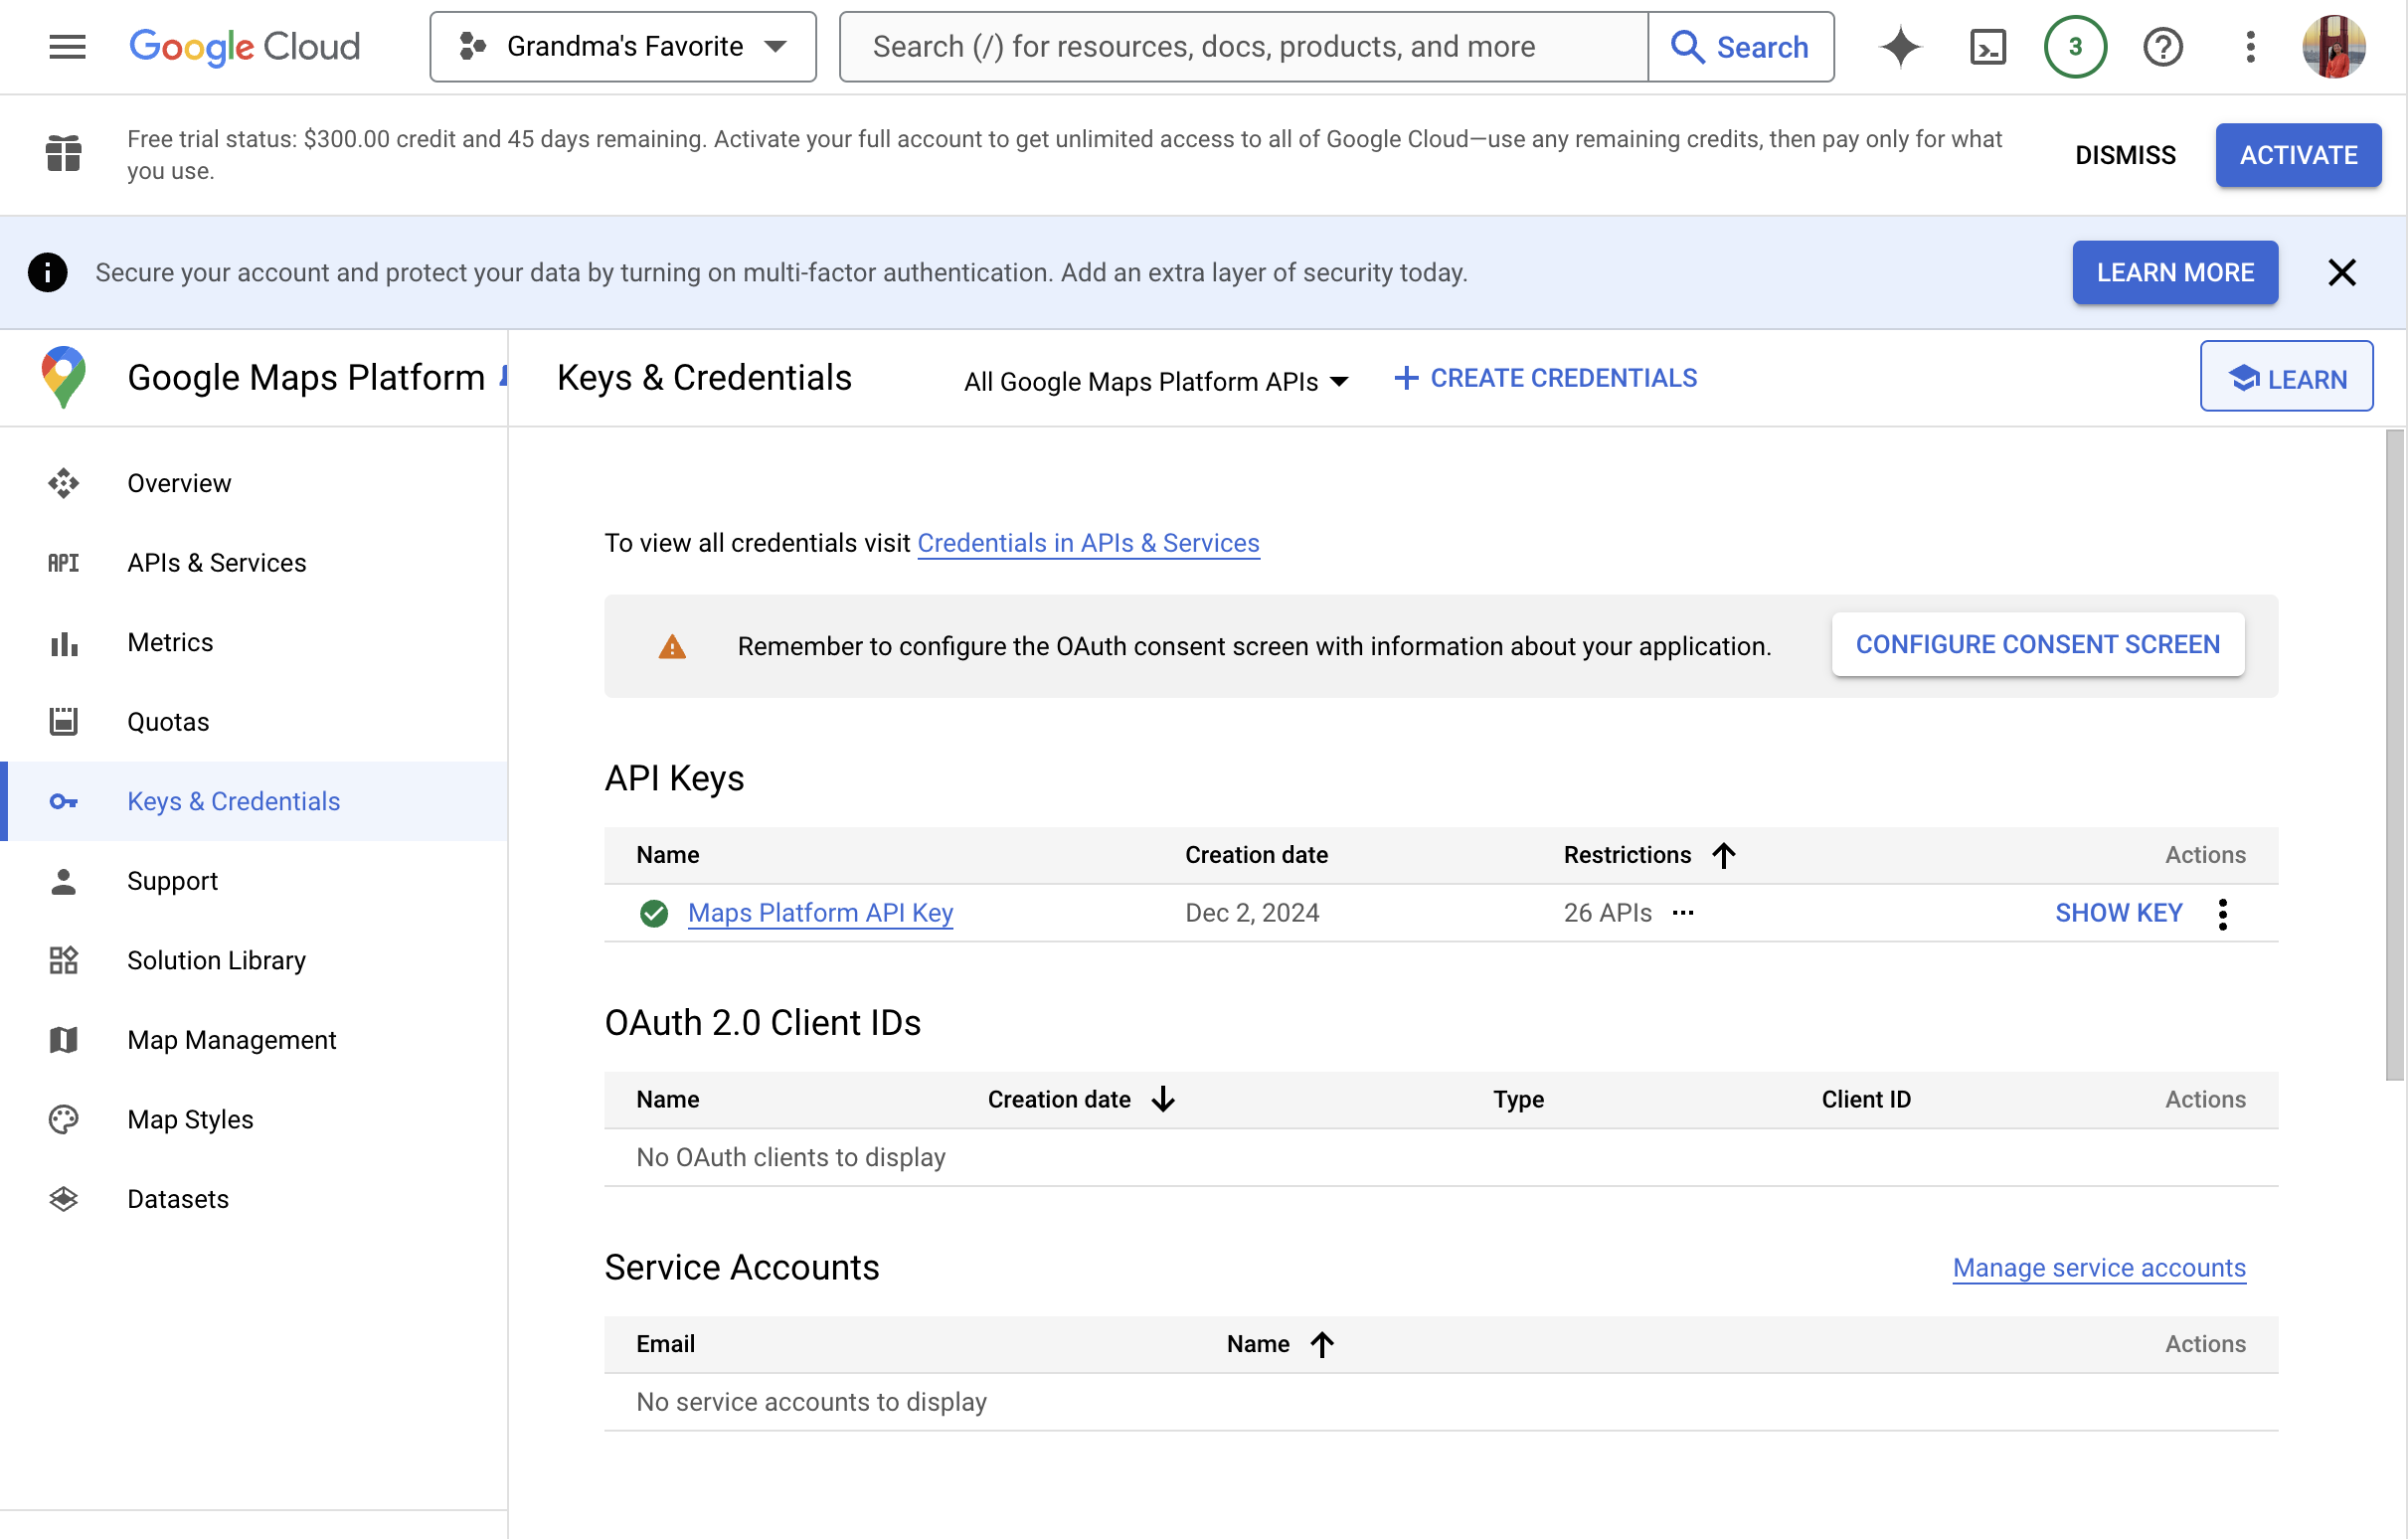 Google Cloud
Grandma's Favorite
Search (/) for resources, docs, products, and more
Search
3
Free trial status: $300.00 credit and 45 days remaining. Activate your full account to get unlimited access to all of Google Cloud—use any remaining credits, then pay only for what
you use.
DISMISS
ACTIVATE
Secure your account and protect your data by turning on multi-factor authentication. Add an extra layer of security today.
LEARN MORE
Google Maps Platform
Keys & Credentials
All Google Maps Platform APIs
CREATE CREDENTIALS
LEARN
Overview
API
APIs & Services
Metrics
Quotas
Keys & Credentials
Support
Solution Library
Map Management
Map Styles
Datasets
To view all credentials visit Credentials in APIs & Services
Remember to configure the OAuth consent screen with information about your application.
CONFIGURE CONSENT SCREEN
API Keys
Name Creation date Restrictions Actions
Maps Platform API Key Dec 2, 2024 26 APIs SHOW KEY
OAuth 2.0 Client IDs
Name Creation date Type Client ID Actions
No OAuth clients to display
Service Accounts
Manage service accounts
Email Name Actions
No service accounts to display